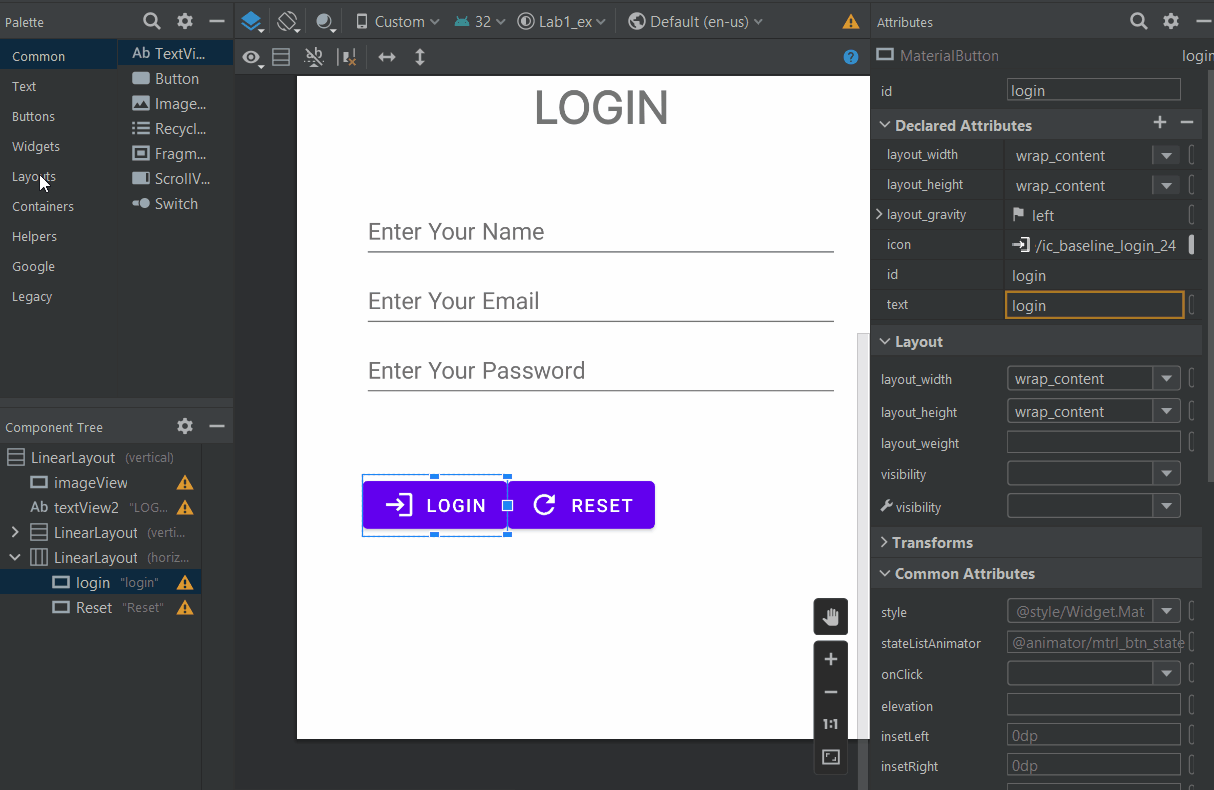 Palette
Custom
32
Lab1_ex
Default (en-us)
Attributes
Common
Ab TextVi...
MaterialButton
login
Text
Button
id
login
Buttons
Image...
Declared Attributes
Widgets
Recycl...
layout_width
wrap_content
Layouts
Fragm...
layout_height
wrap_content
Containers
ScrollV...
layout_gravity
left
Helpers
Switch
icon
/ic_baseline_login_24
Google
id
login
Legacy
text
login
LOGIN
Enter Your Name
Enter Your Email
Enter Your Password
LOGIN
RESET
1:1
Layout
layout_width
wrap_content
layout_height
wrap_content
layout_weight
visibility
visibility
Transforms
Common Attributes
style
@style/Widget.Mat
stateListAnimator
@animator/mtrl_btn_state
onClick
elevation
insetLeft
0dp
insetRight
0dp
Component Tree
LinearLayout (vertical)
imageView
Ab textView2 "LOG...
LinearLayout (verti...
LinearLayout (horiz...
login "login"
Reset "Reset"